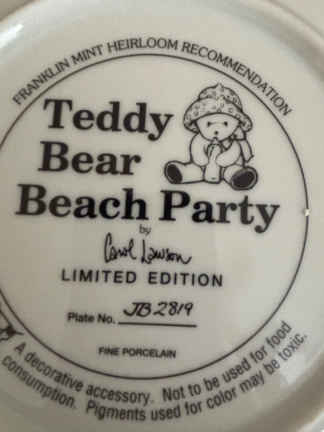 FRANKLIN MINT HEIRLOOM RECOMMENDATION
Teddy
Bear
Beach Party
by
Carol Lawson
LIMITED EDITION
Plate No. JB2819
FINE PORCELAIN
A decorative accessory. Not to be used for food
consumption. Pigments used for color may be toxic.